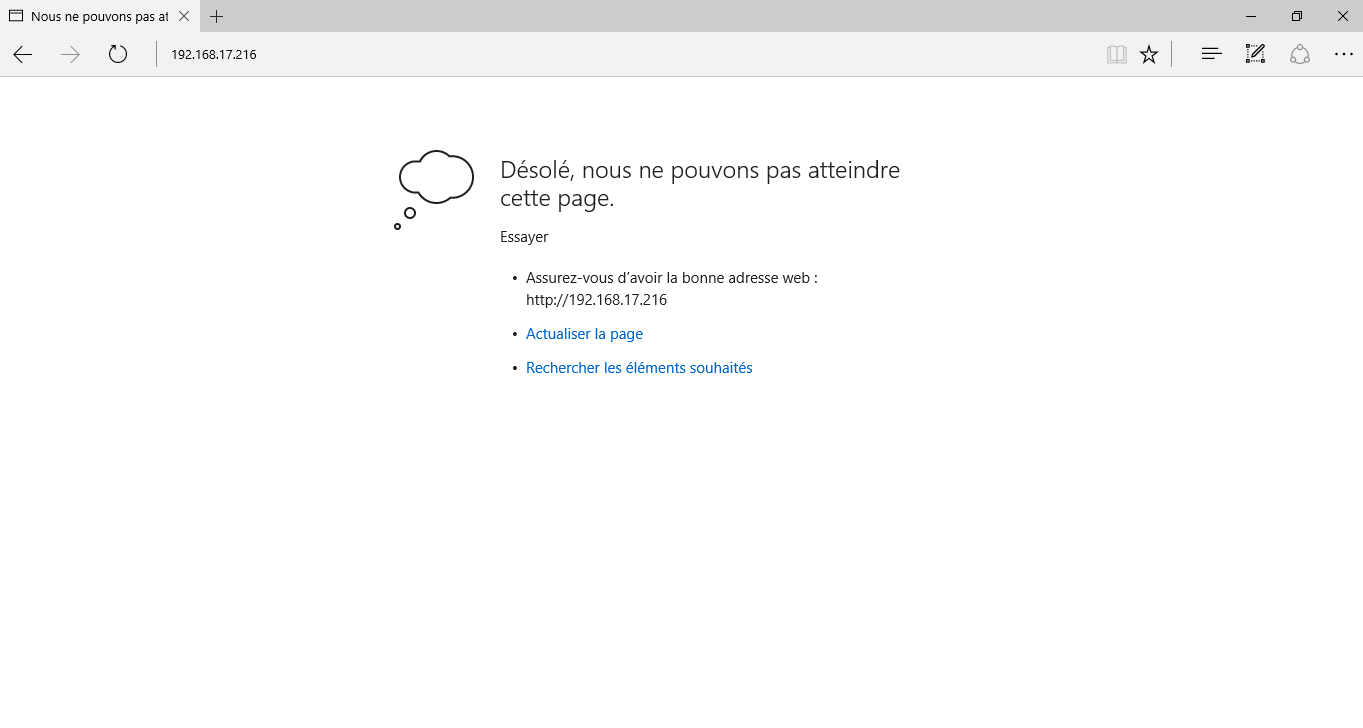 Nous ne pouvons pas at
192.168.17.216
Désolé, nous ne pouvons pas atteindre
cette page.
Essayer
• Assurez-vous d’avoir la bonne adresse web :
http://192.168.17.216
• Actualiser la page
• Rechercher les éléments souhaités